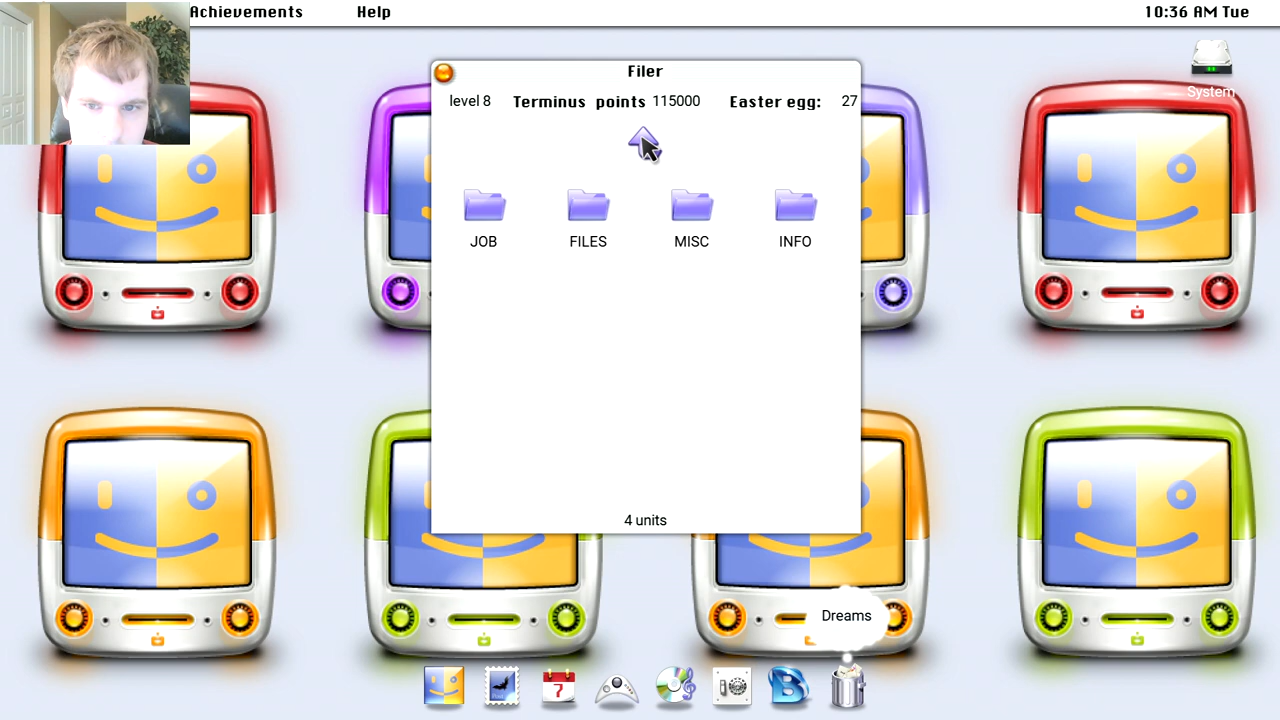 Achievements Help 10:36 AM Tue
System
Filer
level 8 Terminus points 115000 Easter egg: 27
JOB FILES MISC INFO
4 units
Dreams
7
B